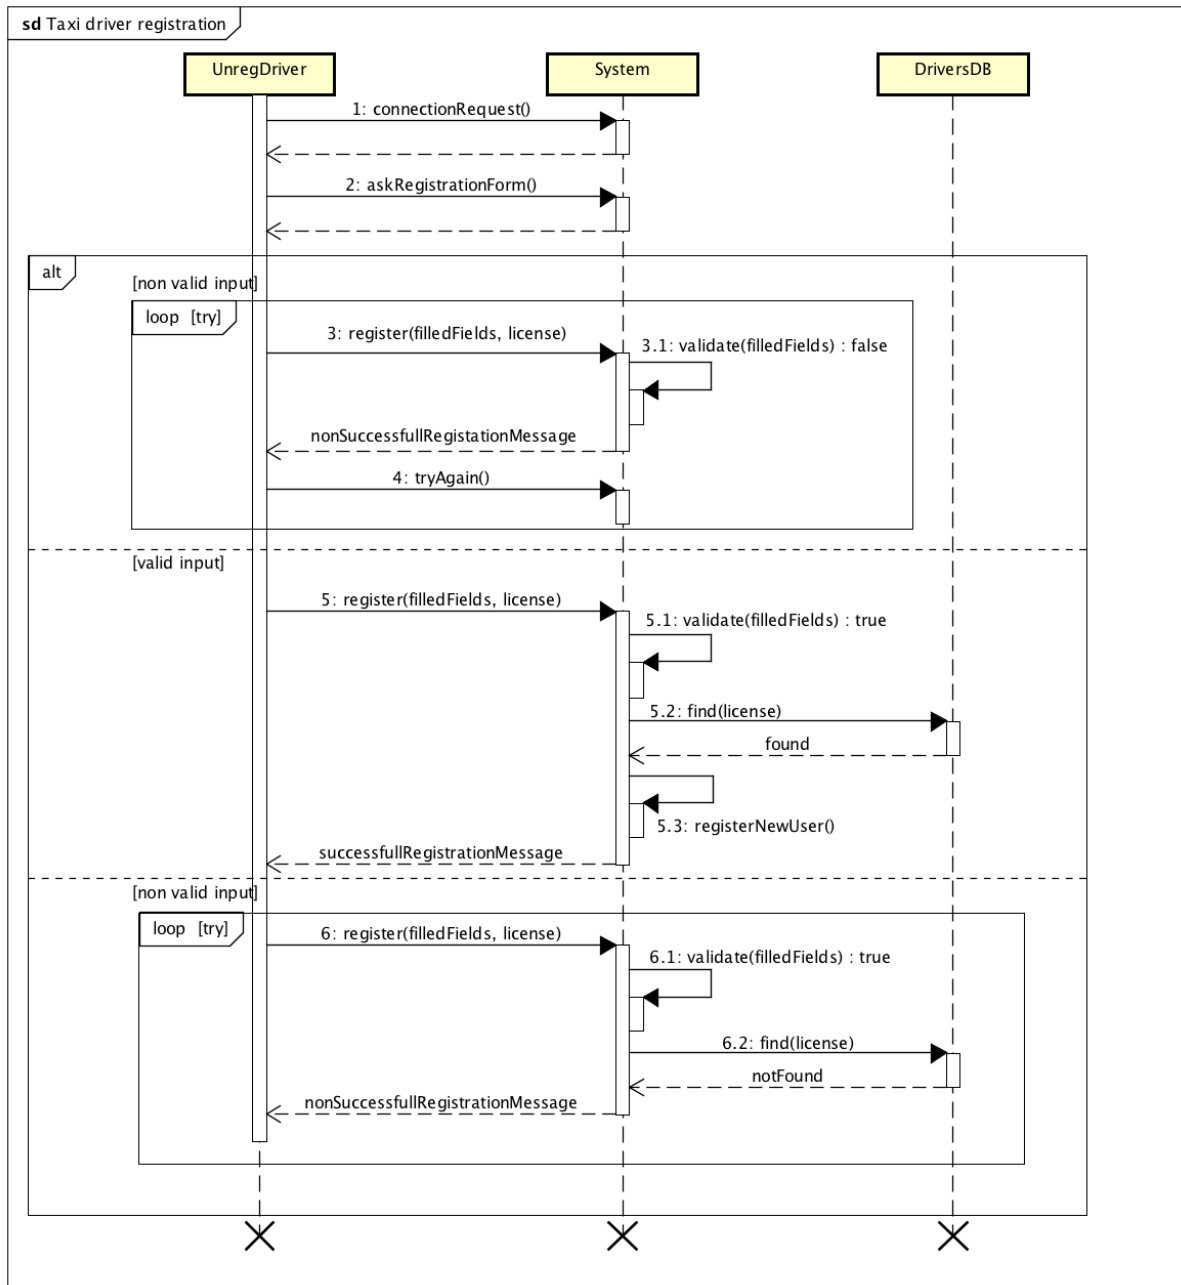 sd Taxi driver registration
UnregDriver
System
DriversDB
1: connectionRequest()
2: askRegistrationForm()
alt
[non valid input]
loop [try]
3: register(filledFields, license)
3.1: validate(filledFields) : false
nonSuccessfullRegistationMessage
4: tryAgain()
[valid input]
5: register(filledFields, license)
5.1: validate(filledFields) : true
5.2: find(license)
found
5.3: registerNewUser()
successfullRegistrationMessage
[non valid input]
loop [try]
6: register(filledFields, license)
6.1: validate(filledFields) : true
6.2: find(license)
notFound
nonSuccessfullRegistrationMessage